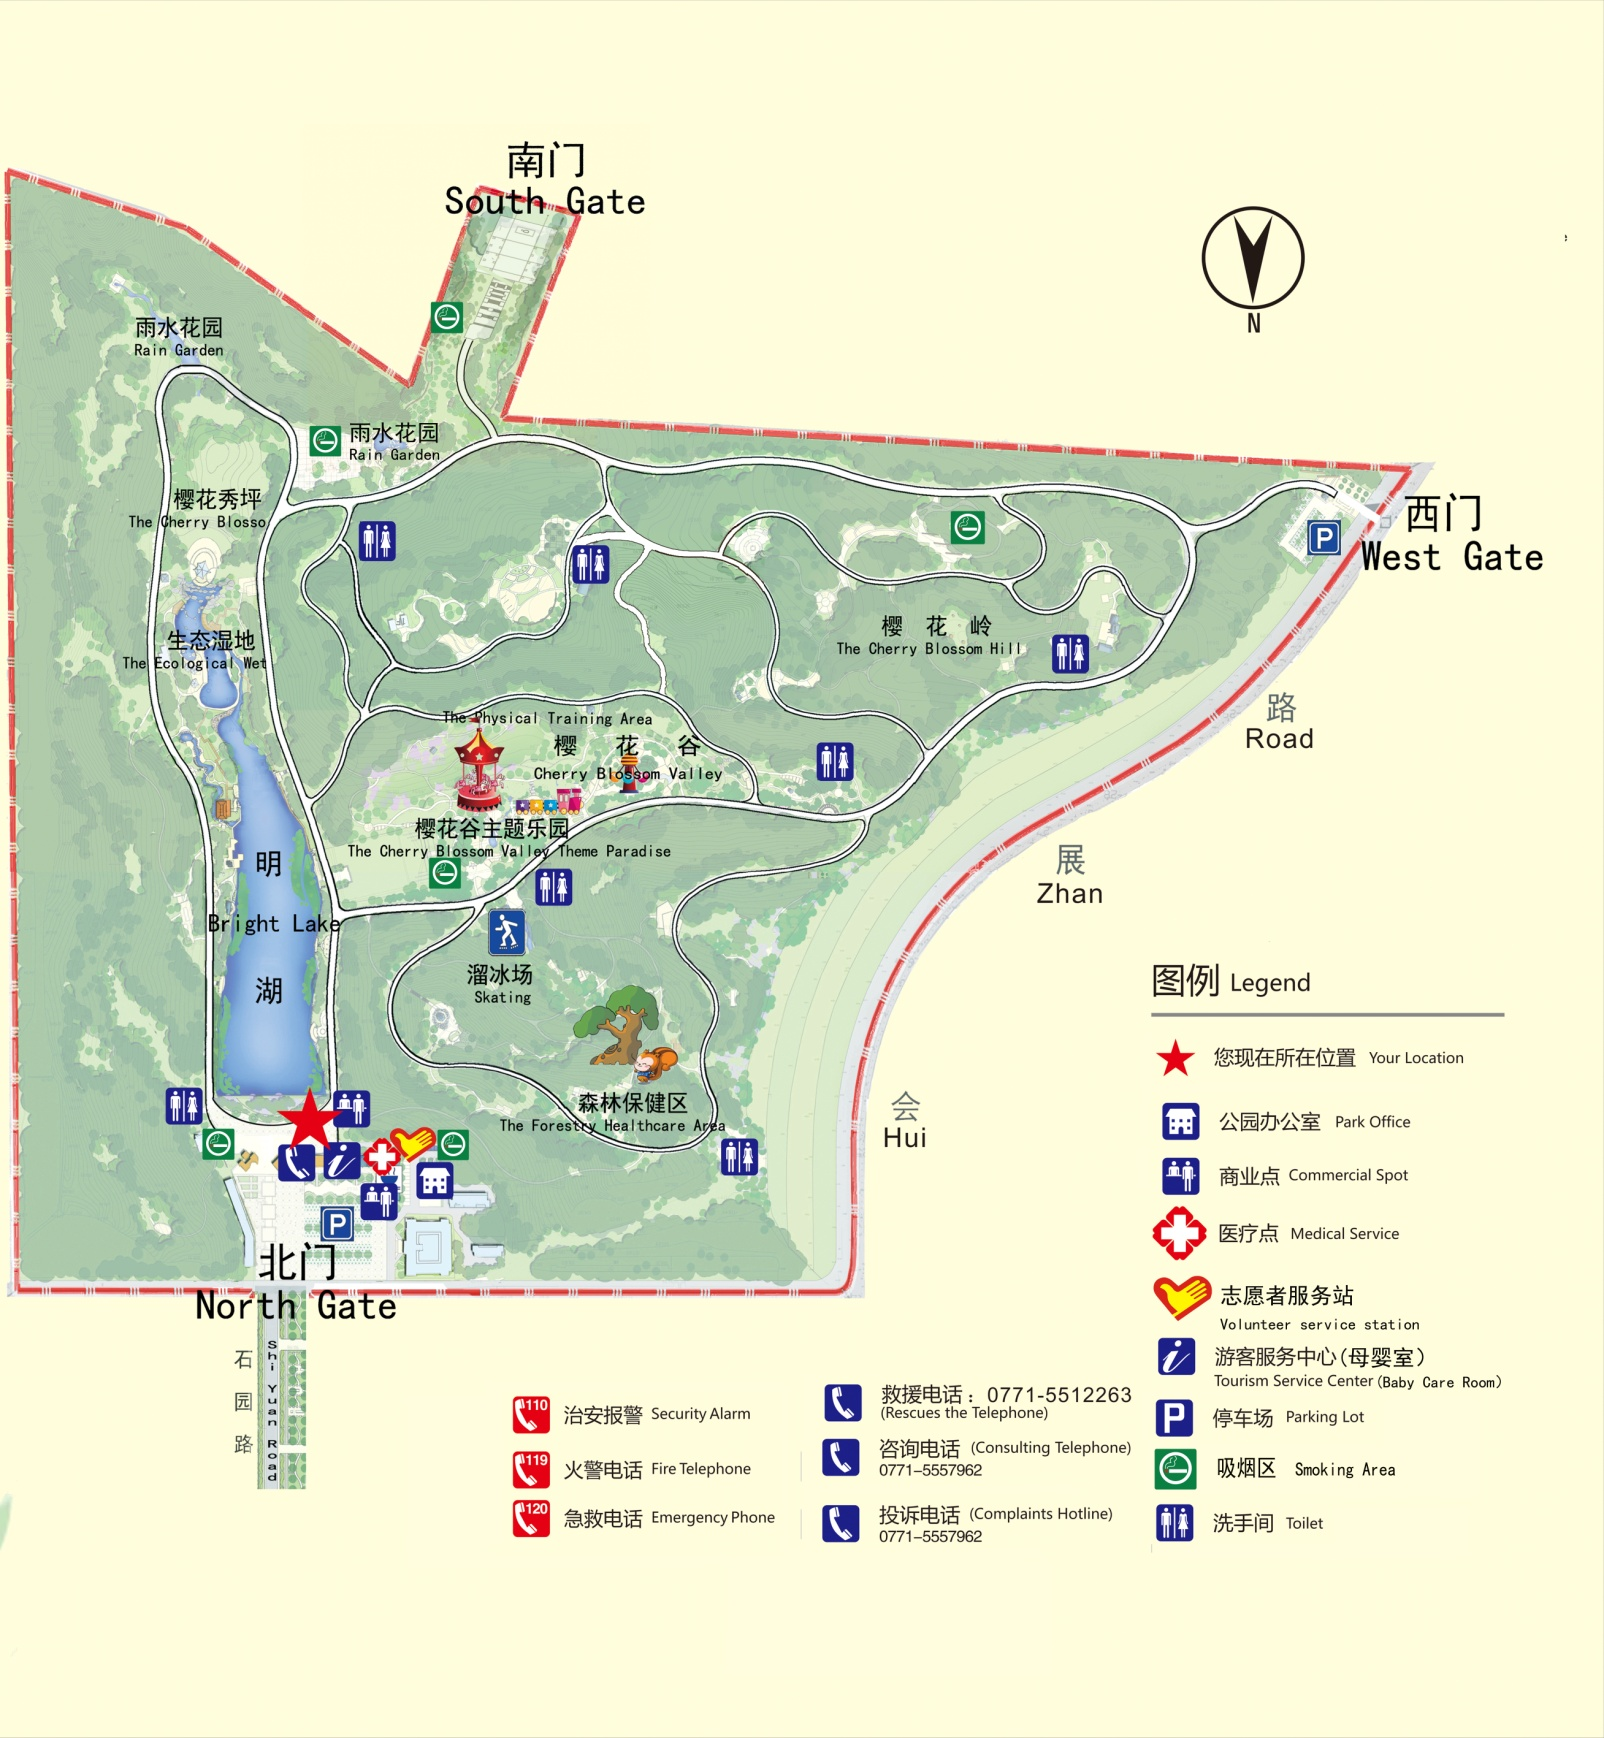 南门
South Gate
N
雨水花园
Rain Garden
雨水花园
Rain Garden
樱花秀坪
The Cherry Blosso
西门
West Gate
P
生态湿地
The Ecological Wet
樱 花 岭
The Cherry Blossom Hill
路
Road
The Physical Training Area
樱 花 谷
Cherry Blossom Valley
樱花谷主题乐园
The Cherry Blossom Valley Theme Paradise
明
Bright Lake
湖
展
Zhan
溜冰场
Skating
森林保健区
The Forestry Healthcare Area
会
Hui
i
P
北门
North Gate
石园路
Shi Yuan Road
图例 Legend
您现在所在位置 Your Location
公园办公室 Park Office
商业点 Commercial Spot
医疗点 Medical Service
志愿者服务站
Volunteer service station
i 游客服务中心(母婴室)
Tourism Service Center (Baby Care Room)
P 停车场 Parking Lot
吸烟区 Smoking Area
洗手间 Toilet
110 治安报警 Security Alarm
119 火警电话 Fire Telephone
120 急救电话 Emergency Phone
救援电话：0771-5512263
(Rescues the Telephone)
咨询电话 (Consulting Telephone)
0771-5557962
投诉电话 (Complaints Hotline)
0771-5557962